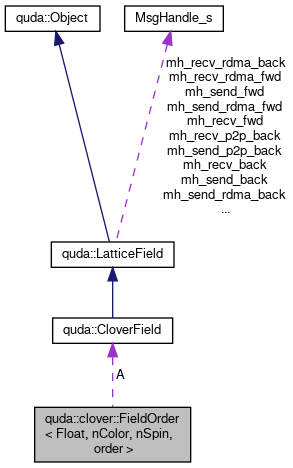 quda::Object
MsgHandle_s
mh_recv_rdma_back
mh_recv_rdma_fwd
mh_send_fwd
mh_send_rdma_fwd
mh_recv_fwd
mh_recv_p2p_back
mh_send_p2p_back
mh_recv_back
mh_send_back
mh_send_rdma_back
...
quda::LatticeField
quda::CloverField
A
quda::clover::FieldOrder
< Float, nColor, nSpin,
order >